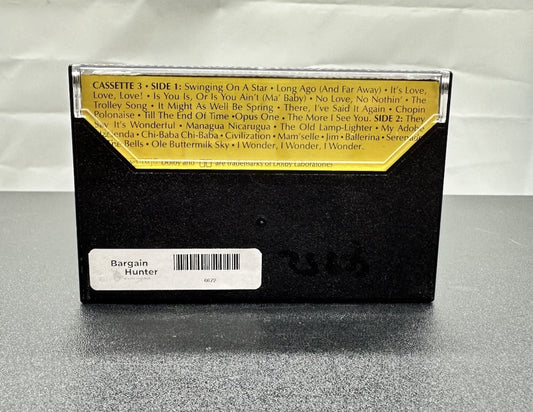 CASSETTE 3 • SIDE 1: Swinging On A Star • Long Ago (And Far Away) • It's Love,
Love, Love! • Is You Is, Or Is You Ain't (Ma' Baby) • No Love, No Nothin' • The
Trolley Song • It Might As Well Be Spring • There, I've Said It Again • Chopin
Polonaise • Till The End Of Time •Opus One • The More I See You. SIDE 2: They
Say It's Wonderful • Managua Nicarugua • The Old Lamp-Lighter • My Adobe
Hacienda • Chi-Baba Chi-Baba • Civilization • Mam'selle • Jim • Ballerina • Serenade
The Bells • Ole Buttermilk Sky • I Wonder, I Wonder, I Wonder.
Dolby and are trademarks of Dolby Laboratories
Bargain
Hunter
6622